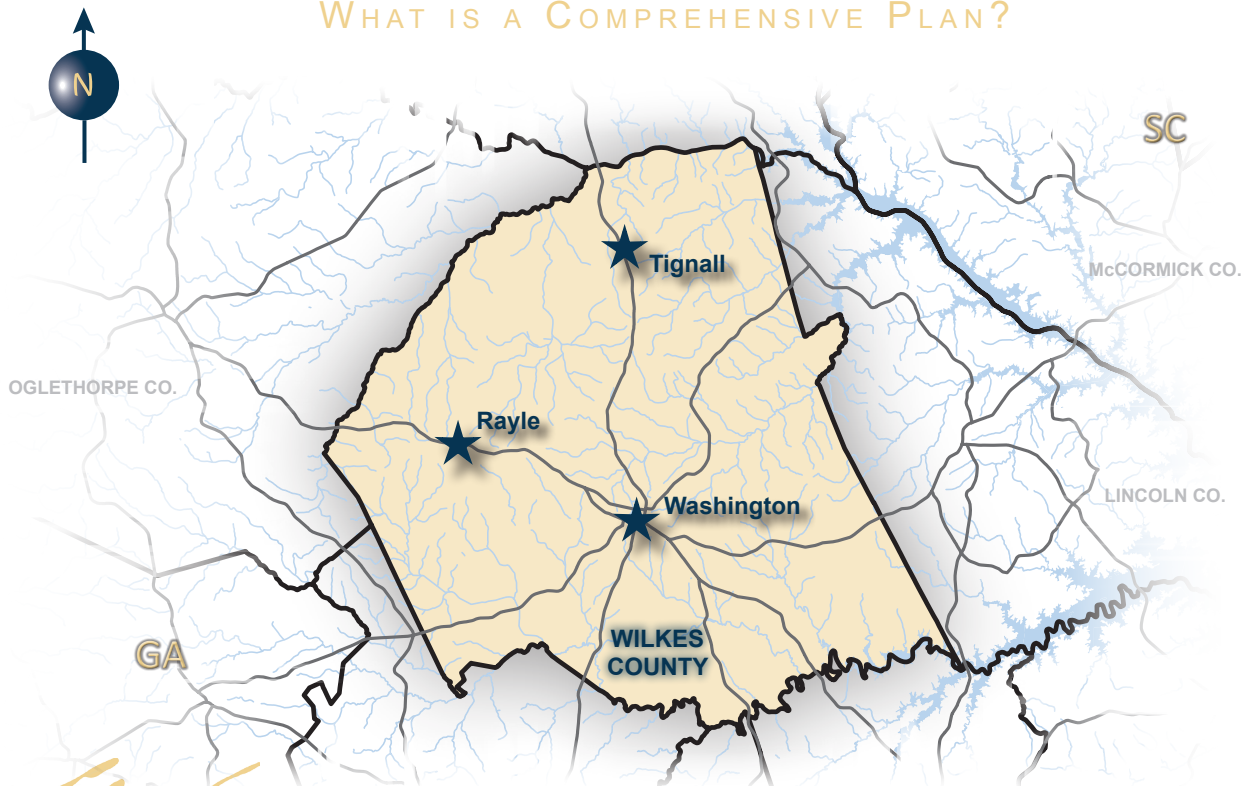 WHAT IS A COMPREHENSIVE PLAN?
N
SC
Tignall
McCORMICK CO.
OGLETHORPE CO.
Rayle
LINCOLN CO.
Washington
WILKES
COUNTY
GA